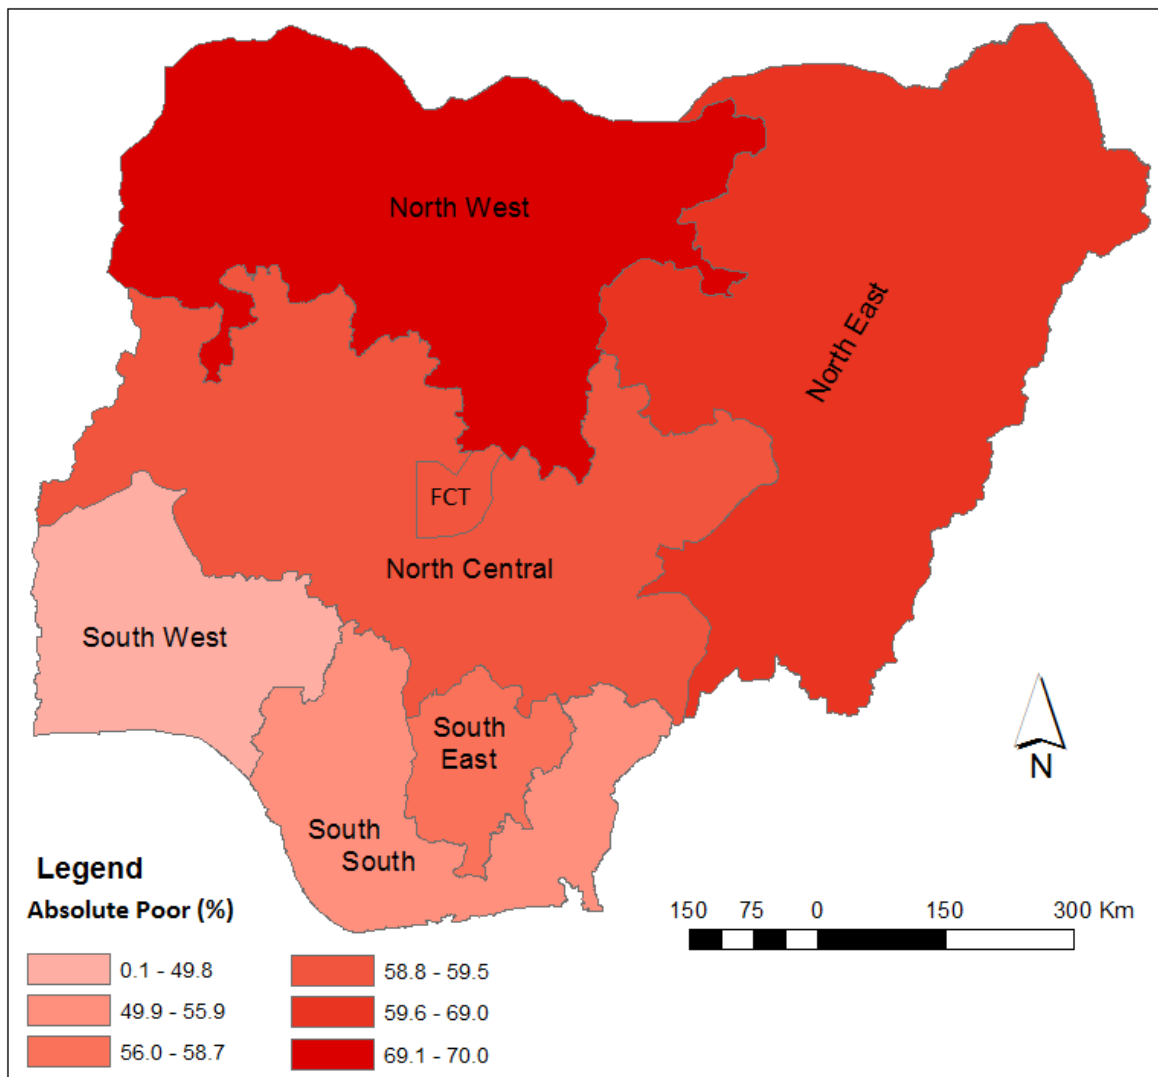 North West
North East
FCT
North Central
South West
South
East
South
South
N
Legend
Absolute Poor (%)
0.1 - 49.8
49.9 - 55.9
56.0 - 58.7
58.8 - 59.5
59.6 - 69.0
69.1 - 70.0
150 75 0 150 300 Km